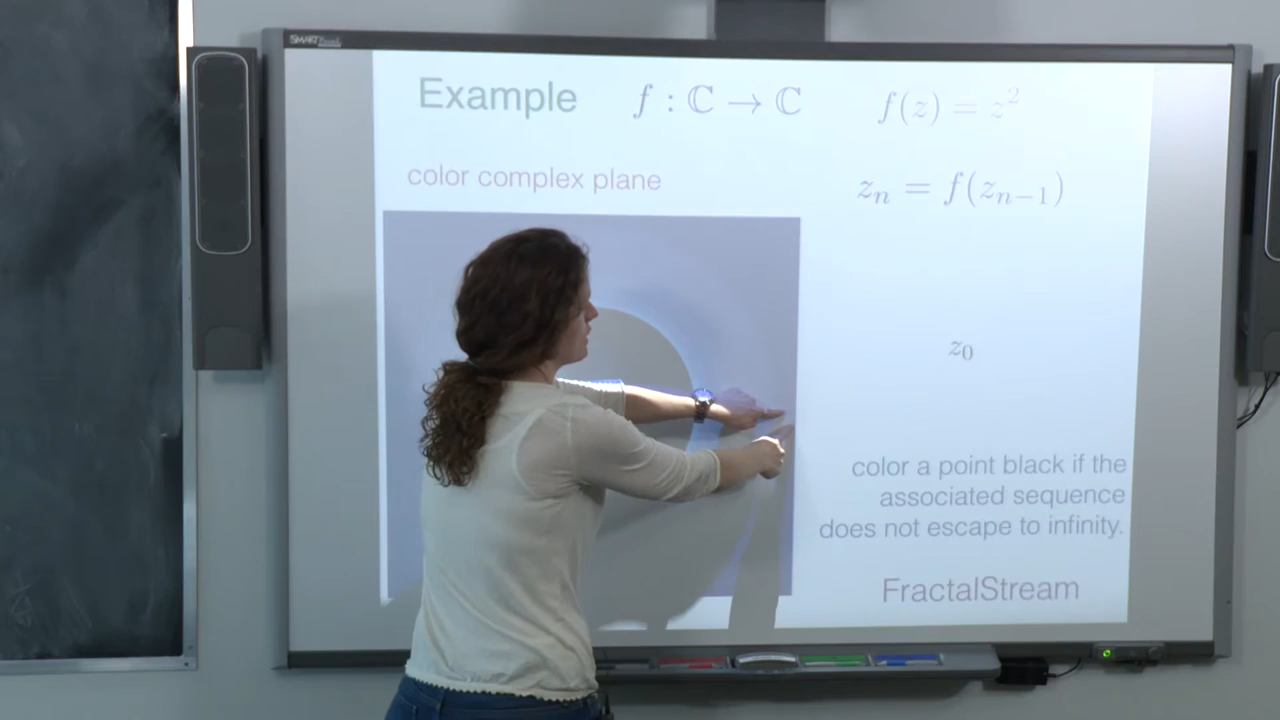 SMART
Example f : ℂ → ℂ f(z) = z²
color complex plane
zₙ = f(zₙ₋₁)
z₀
color a point black if the
associated sequence
does not escape to infinity.
FractalStream